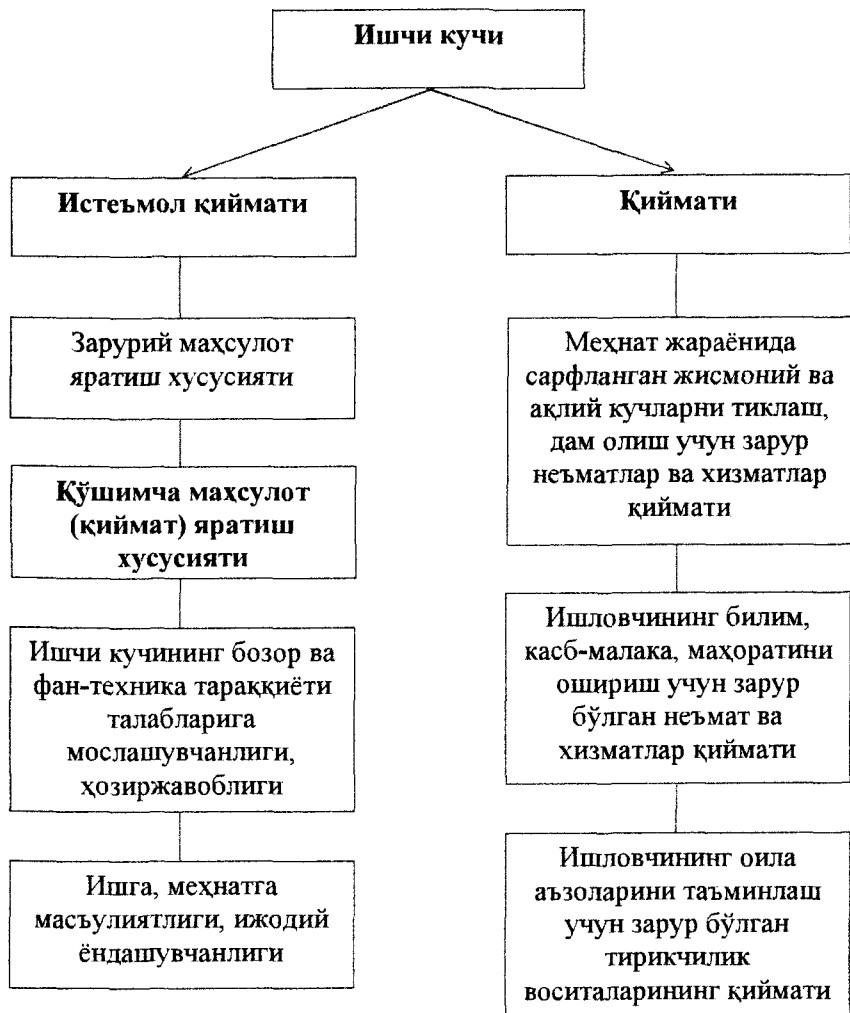 Ишчи кучи
Истеъмол қиймати
Зарурий маҳсулот
яратиш хусусияти
Қўшимча маҳсулот
(қиймат) яратиш
хусусияти
Ишчи кучининг бозор ва
фан-техника тараққиёти
талабларига
мослашувчанлиги,
ҳозиржавоблиги
Ишга, меҳнатга
масъулиятлиги, ижодий
ёндашувчанлиги
Қиймати
Меҳнат жараёнида
сарфланган жисмоний ва
ақлий кучларни тиклаш,
дам олиш учун зарур
неъматлар ва хизматлар
қиймати
Ишловчининг билим,
касб-малака, маҳоратини
ошириш учун зарур
бўлган неъмат ва
хизматлар қиймати
Ишловчининг оила
аъзоларини таъминлаш
учун зарур бўлган
тирикчилик
воситаларининг қиймати